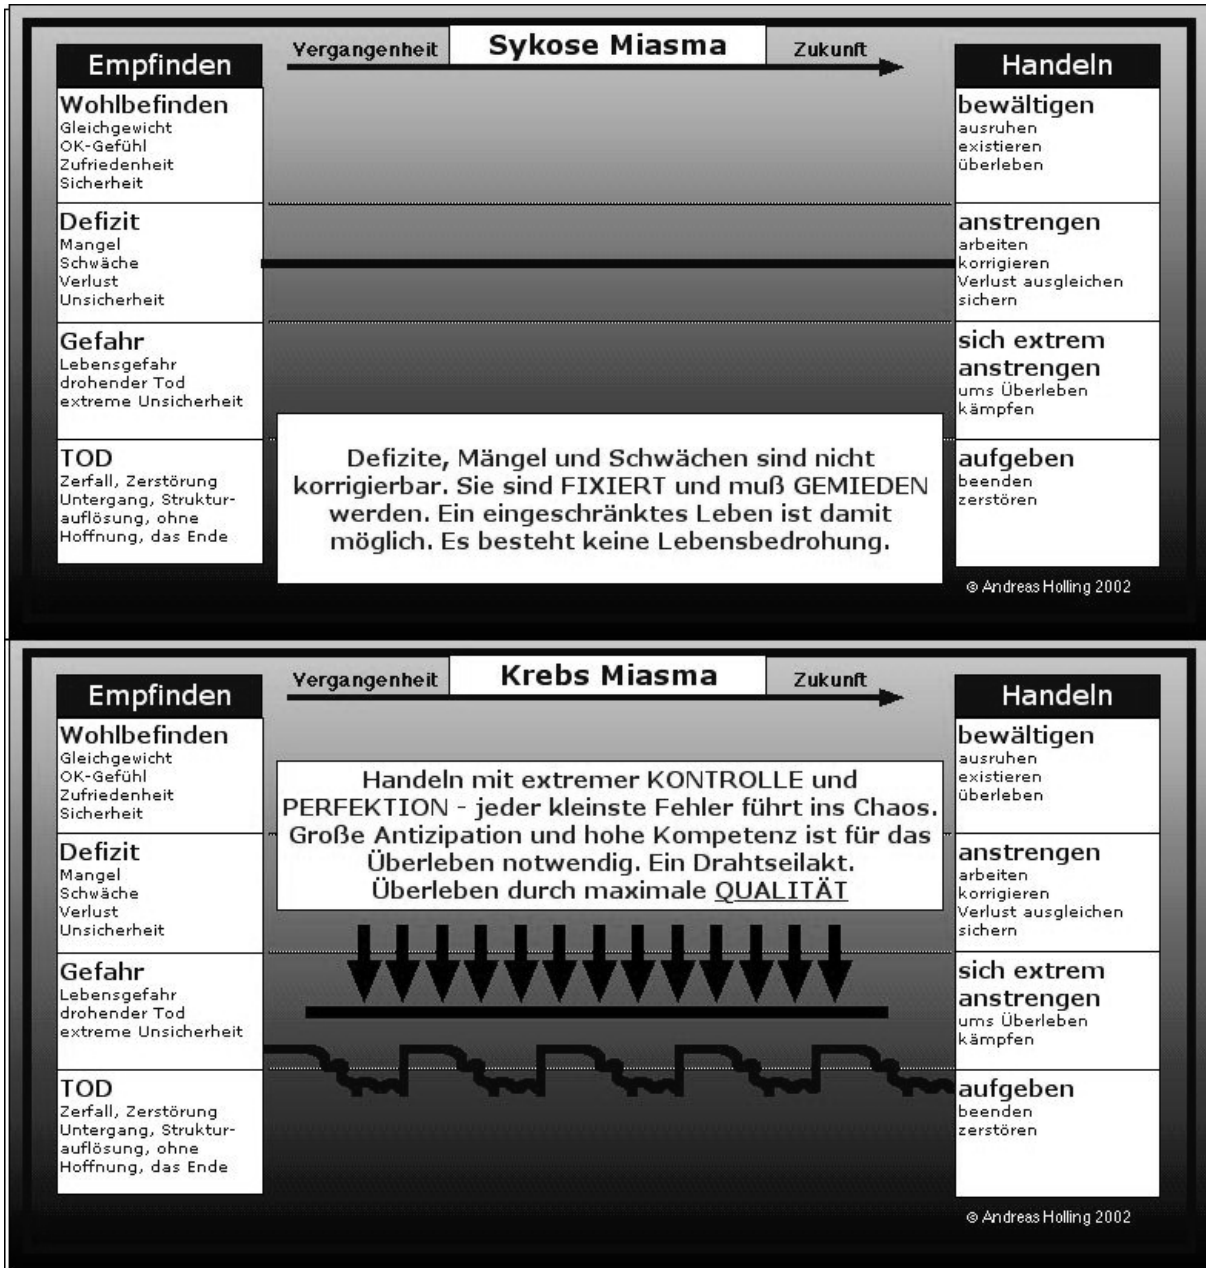 Sykose Miasma
Vergangenheit
Zukunft
Empfinden
Wohlbefinden
Gleichgewicht
OK-Gefühl
Zufriedenheit
Sicherheit
Defizit
Mangel
Schwäche
Verlust
Unsicherheit
Gefahr
Lebensgefahr
drohender Tod
extreme Unsicherheit
TOD
Zerfall, Zerstörung
Untergang, Struktur-
auflösung, ohne
Hoffnung, das Ende
Defizite, Mängel und Schwächen sind nicht
korrigierbar. Sie sind FIXIERT und muß GEMIEDEN
werden. Ein eingeschränktes Leben ist damit
möglich. Es besteht keine Lebensbedrohung.
Handeln
bewältigen
ausruhen
existieren
überleben
anstrengen
arbeiten
korrigieren
Verlust ausgleichen
sichern
sich extrem
anstrengen
ums Überleben
kämpfen
aufgeben
beenden
zerstören
© Andreas Holling 2002
Krebs Miasma
Vergangenheit
Zukunft
Empfinden
Wohlbefinden
Gleichgewicht
OK-Gefühl
Zufriedenheit
Sicherheit
Defizit
Mangel
Schwäche
Verlust
Unsicherheit
Gefahr
Lebensgefahr
drohender Tod
extreme Unsicherheit
TOD
Zerfall, Zerstörung
Untergang, Struktur-
auflösung, ohne
Hoffnung, das Ende
Handeln mit extremer KONTROLLE und
PERFEKTION - jeder kleinste Fehler führt ins Chaos.
Große Antizipation und hohe Kompetenz ist für das
Überleben notwendig. Ein Drahtseilakt.
Überleben durch maximale QUALITÄT
Handeln
bewältigen
ausruhen
existieren
überleben
anstrengen
arbeiten
korrigieren
Verlust ausgleichen
sichern
sich extrem
anstrengen
ums Überleben
kämpfen
aufgeben
beenden
zerstören
© Andreas Holling 2002